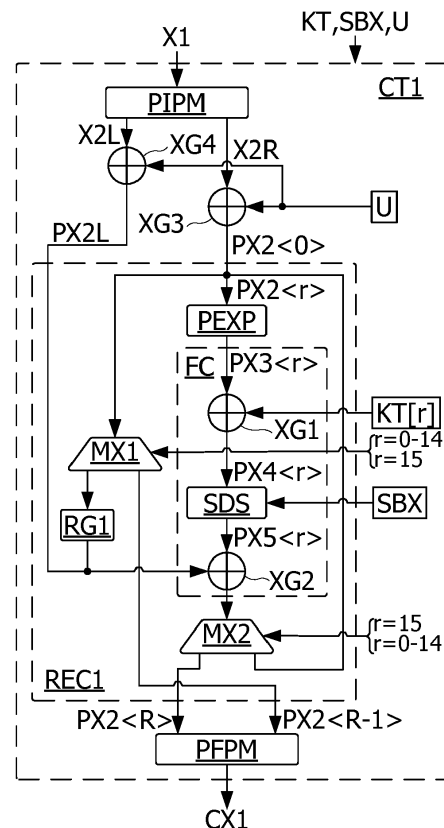 KT,SBX,U
X1
CT1
PIPM
X2L
XG4
X2R
U
XG3
PX2L
PX2<0>
PX2<r>
PEXP
FC
PX3<r>
KT[r]
XG1
MX1
r=0-14
r=15
PX4<r>
SDS
SBX
RG1
PX5<r>
XG2
MX2
r=15
r=0-14
REC1
PX2<R>
PX2<R-1>
PFPM
CX1